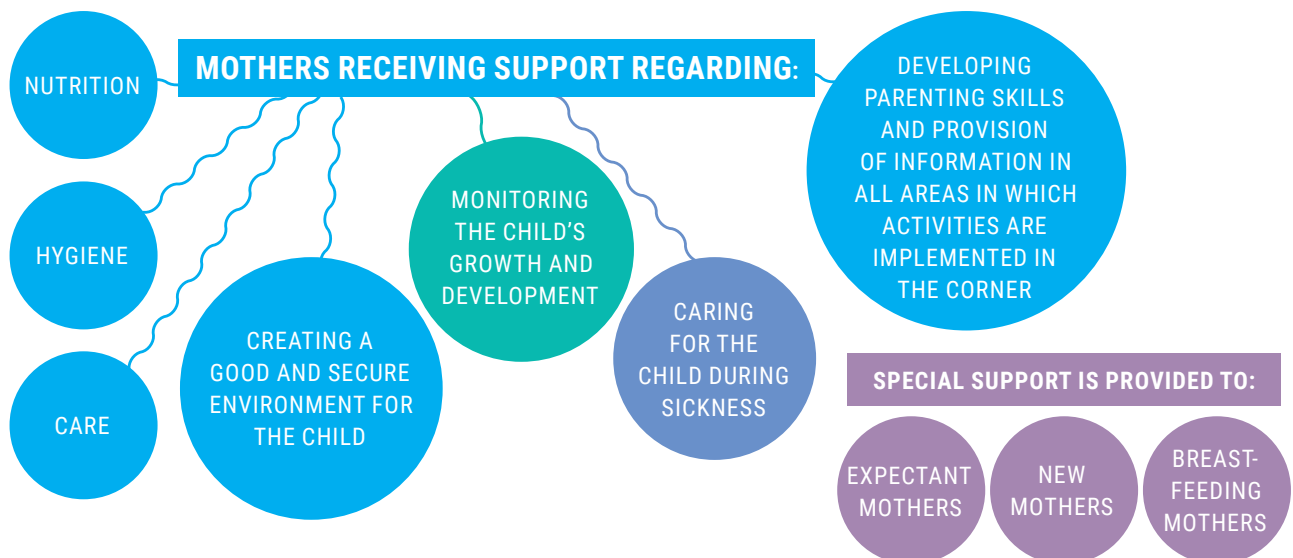 MOTHERS RECEIVING SUPPORT REGARDING:
NUTRITION
HYGIENE
CARE
CREATING A
GOOD AND SECURE
ENVIRONMENT FOR
THE CHILD
MONITORING
THE CHILD'S
GROWTH AND
DEVELOPMENT
CARING
FOR THE
CHILD DURING
SICKNESS
DEVELOPING
PARENTING SKILLS
AND PROVISION
OF INFORMATION IN
ALL AREAS IN WHICH
ACTIVITIES ARE
IMPLEMENTED IN
THE CORNER
SPECIAL SUPPORT IS PROVIDED TO:
EXPECTANT
MOTHERS
NEW
MOTHERS
BREAST-
FEEDING
MOTHERS